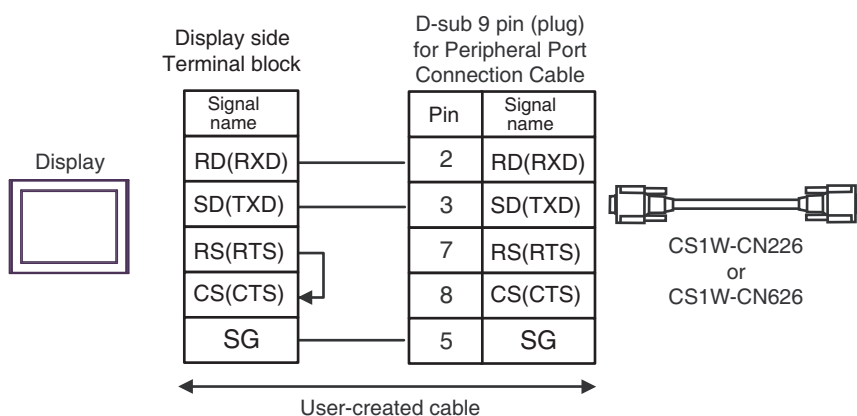 Display side
Terminal block
D-sub 9 pin (plug)
for Peripheral Port
Connection Cable
Signal
name
Pin
Signal
name
Display
RD(RXD)
2
RD(RXD)
SD(TXD)
3
SD(TXD)
RS(RTS)
7
RS(RTS)
CS(CTS)
8
CS(CTS)
SG
5
SG
CS1W-CN226
or
CS1W-CN626
User-created cable